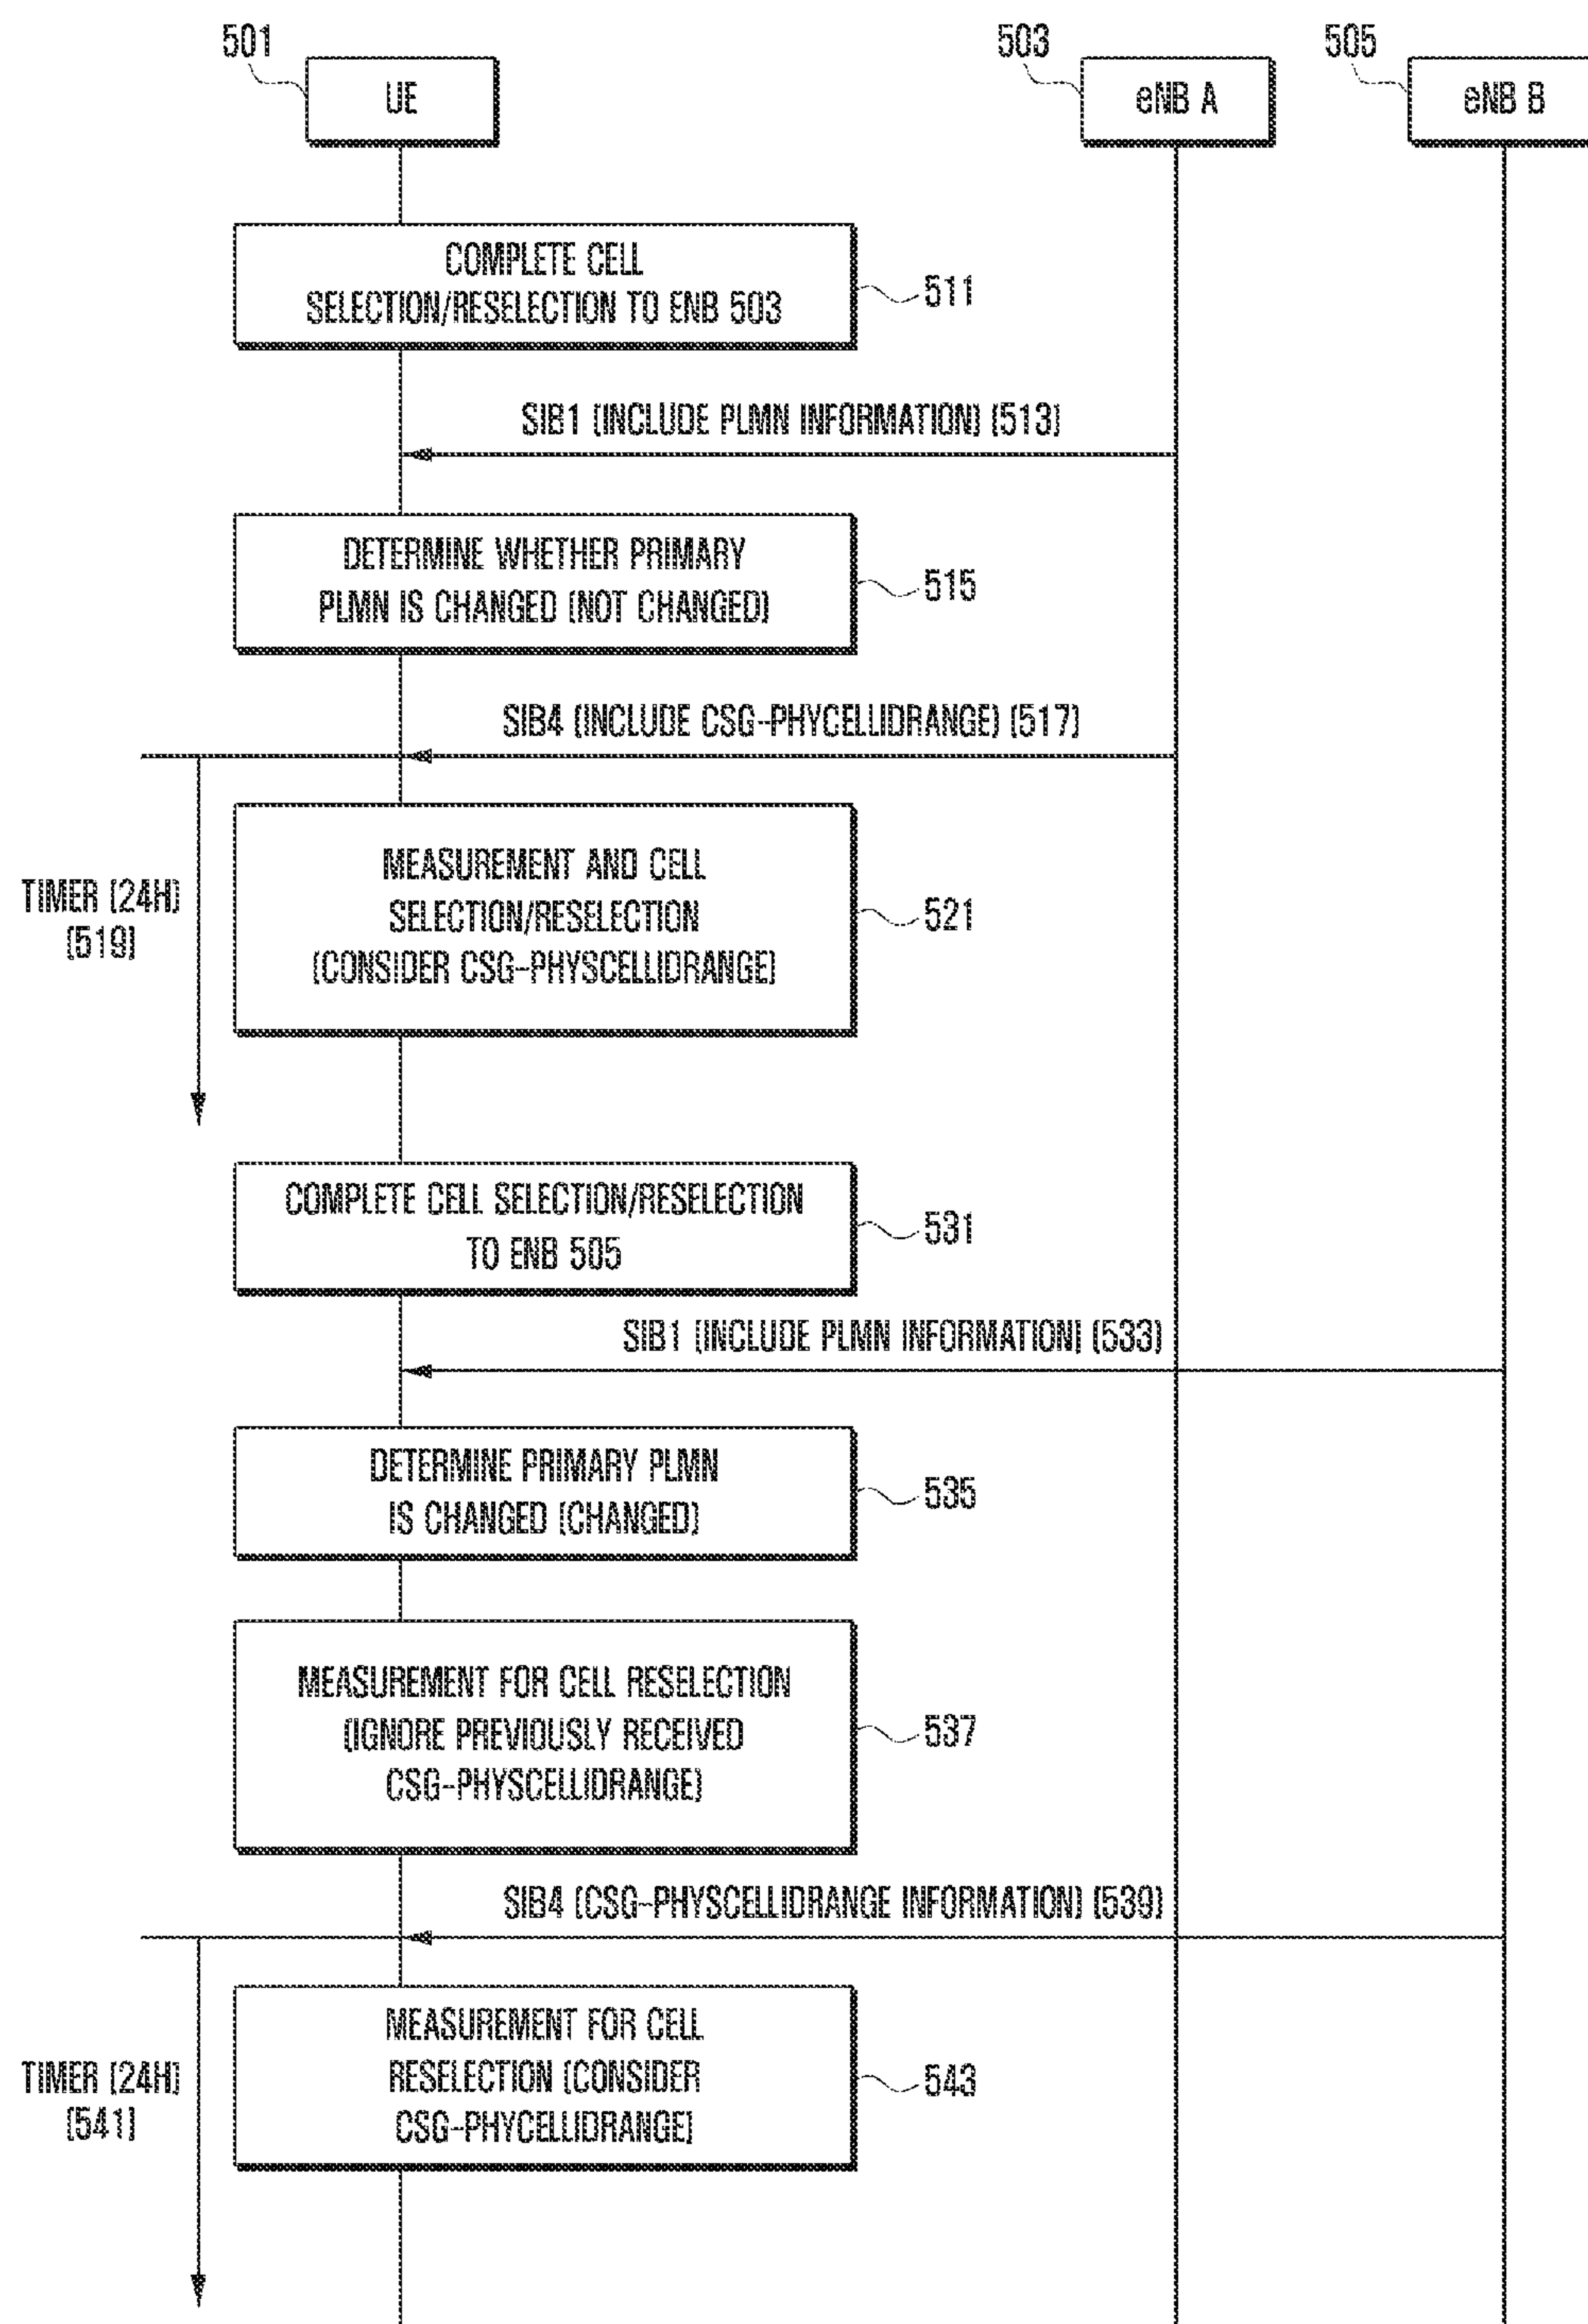 501
UE
503
eNB A
505
eNB B
COMPLETE CELL
SELECTION/RESELECTION TO ENB 503
511
SIB1 (INCLUDE PLMN INFORMATION) (513)
DETERMINE WHETHER PRIMARY
PLMN IS CHANGED (NOT CHANGED)
515
SIB4 (INCLUDE CSG-PHYCELLIDRANGE) (517)
TIMER (24H)
(519)
MEASUREMENT AND CELL
SELECTION/RESELECTION
(CONSIDER CSG-PHYSCELLIDRANGE)
521
COMPLETE CELL SELECTION/RESELECTION
TO ENB 505
531
SIB1 (INCLUDE PLMN INFORMATION) (533)
DETERMINE PRIMARY PLMN
IS CHANGED (CHANGED)
535
MEASUREMENT FOR CELL RESELECTION
(IGNORE PREVIOUSLY RECEIVED
CSG-PHYSCELLIDRANGE)
537
SIB4 (CSG-PHYSCELLIDRANGE INFORMATION) (539)
TIMER (24H)
(541)
MEASUREMENT FOR CELL
RESELECTION (CONSIDER
CSG-PHYCELLIDRANGE)
543